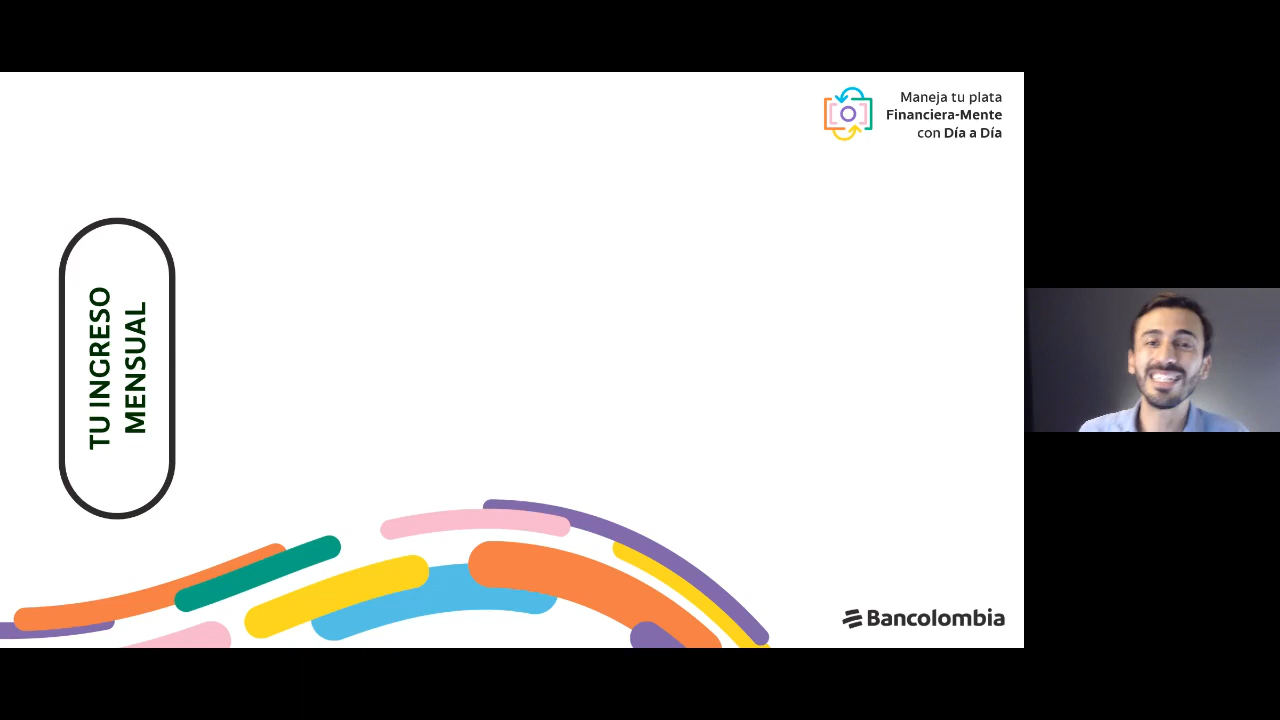 Maneja tu plata
Financiera-Mente
con Día a Día
TU INGRESO
MENSUAL
Bancolombia